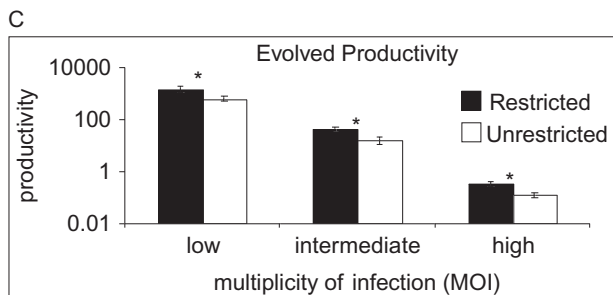 C
Evolved Productivity
10000
100
1
0.01
productivity
*
*
*
Restricted
Unrestricted
low intermediate high
multiplicity of infection (MOI)